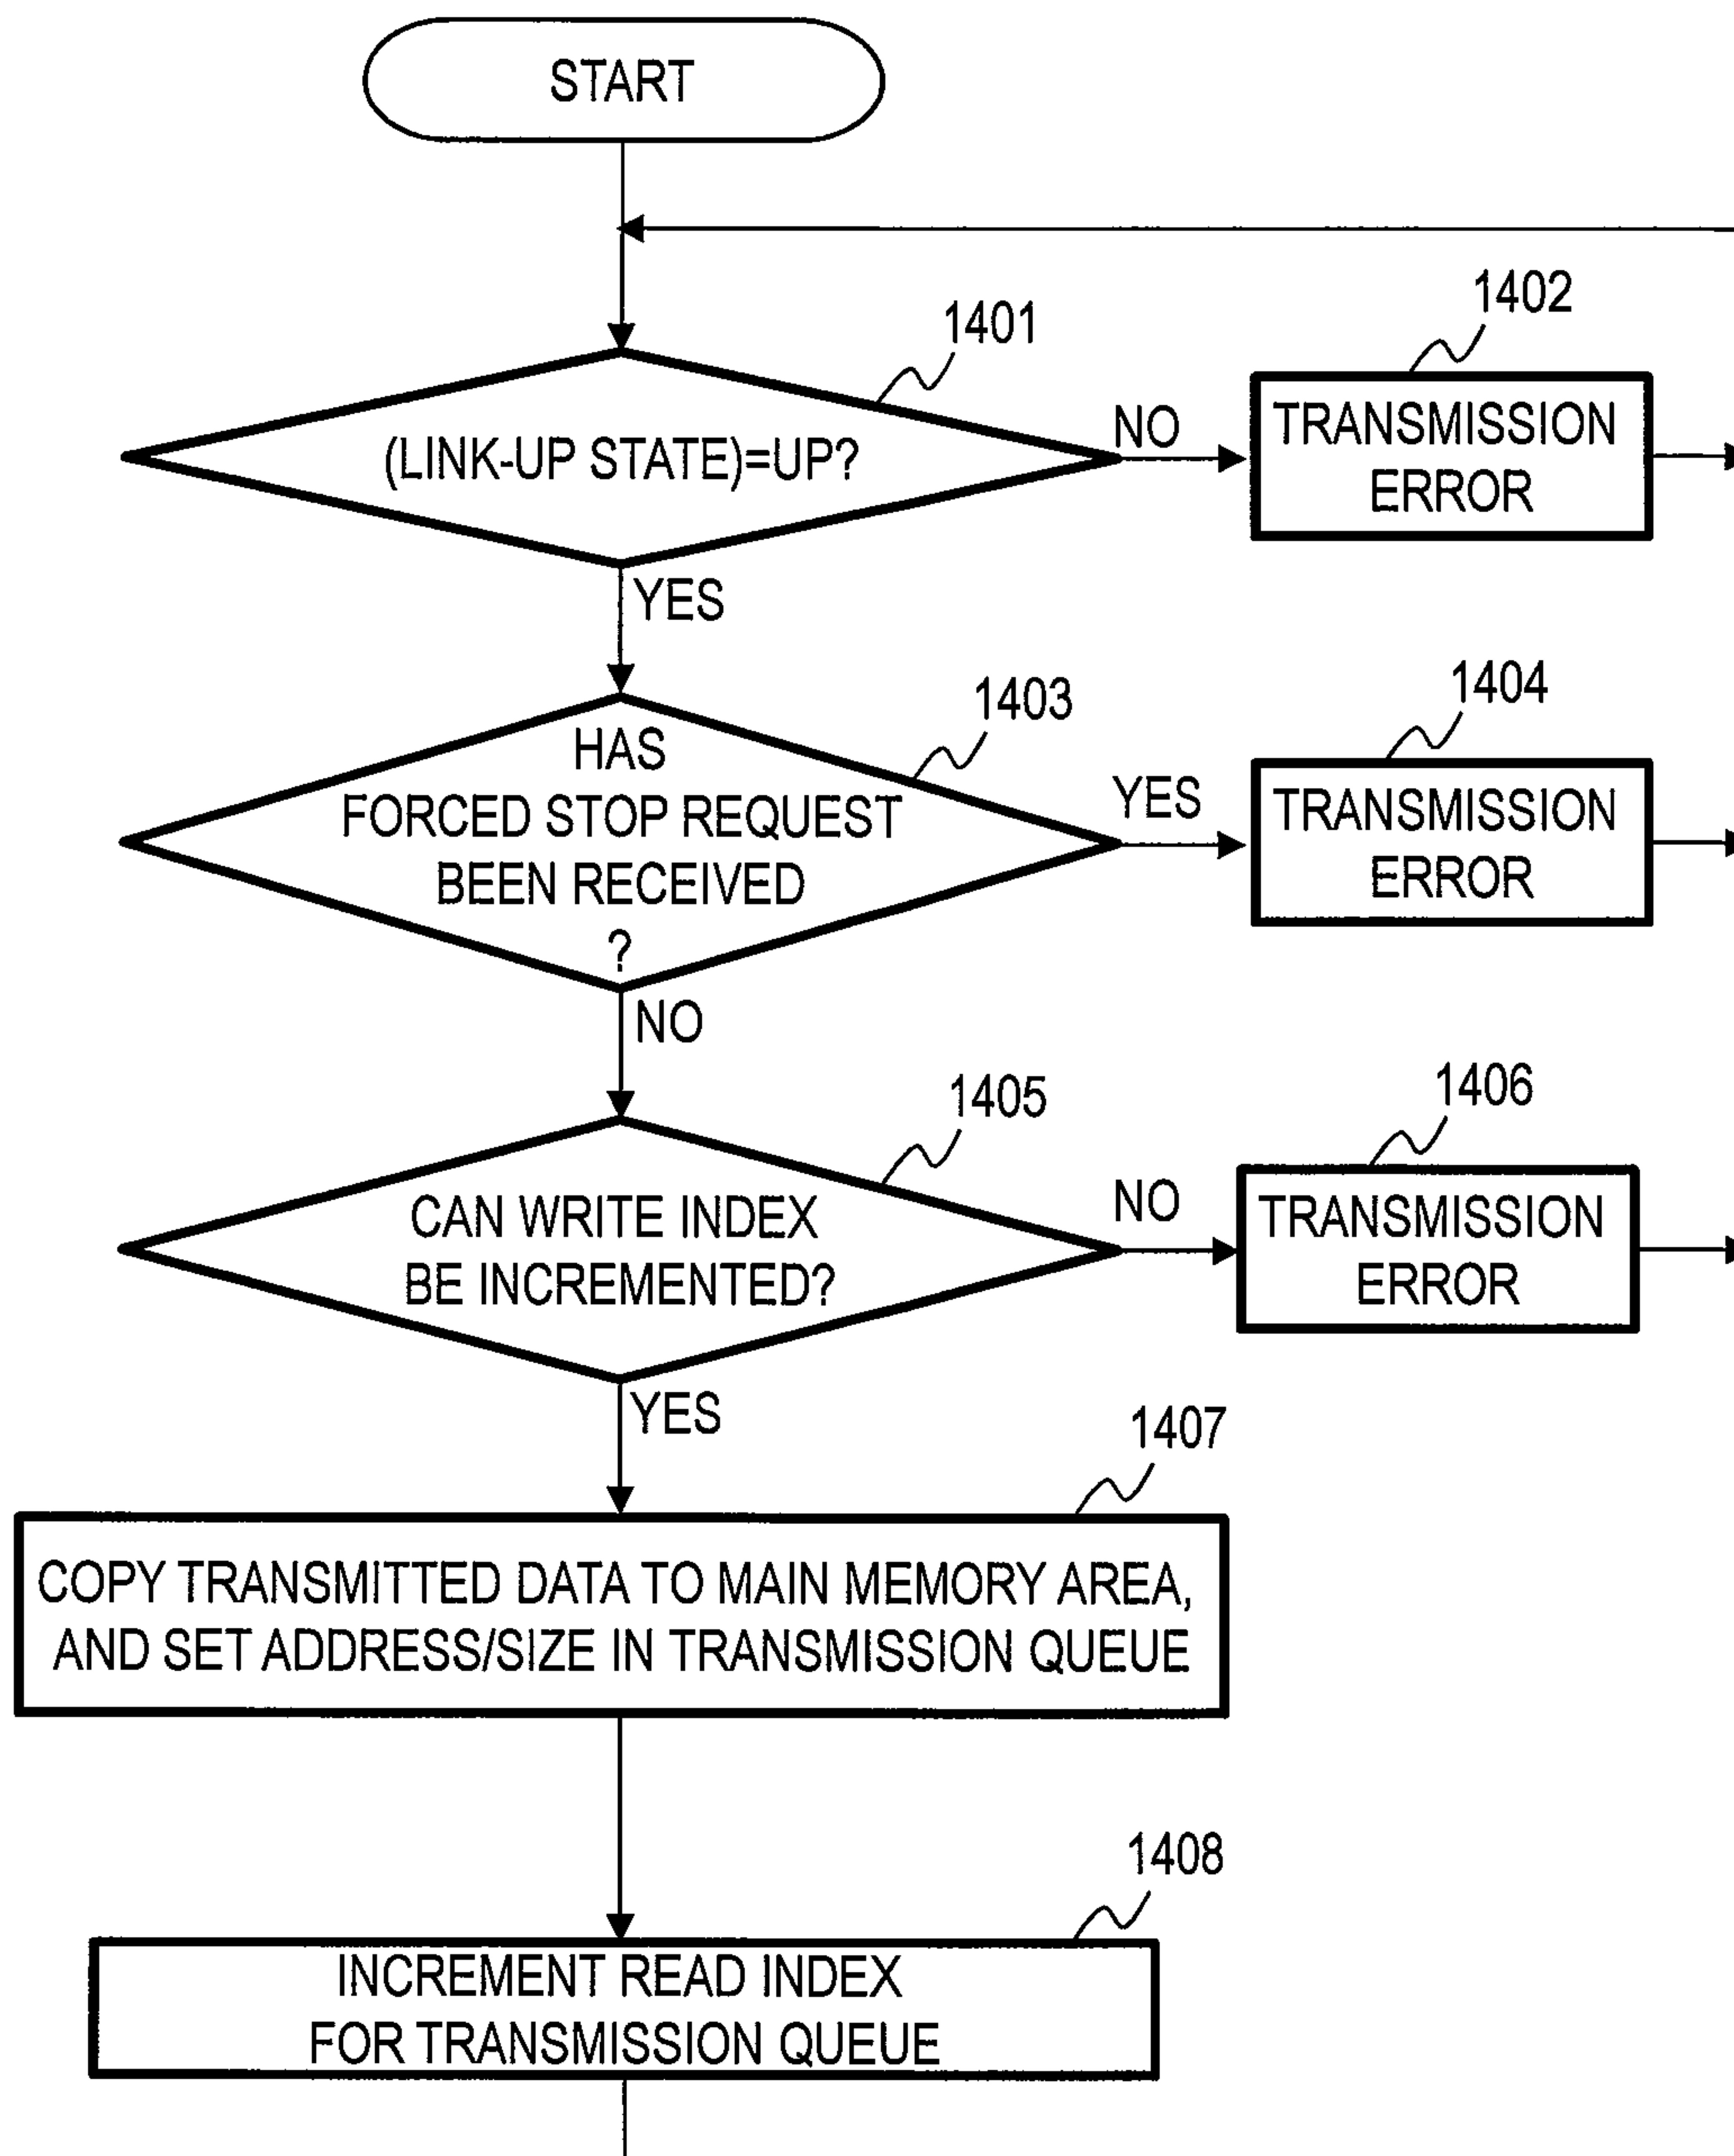 START
1401
(LINK-UP STATE)=UP?
NO
1402
TRANSMISSION
ERROR
YES
1403
HAS
FORCED STOP REQUEST
BEEN RECEIVED
?
YES
1404
TRANSMISSION
ERROR
NO
1405
CAN WRITE INDEX
BE INCREMENTED?
NO
1406
TRANSMISSION
ERROR
YES
1407
COPY TRANSMITTED DATA TO MAIN MEMORY AREA,
AND SET ADDRESS/SIZE IN TRANSMISSION QUEUE
1408
INCREMENT READ INDEX
FOR TRANSMISSION QUEUE